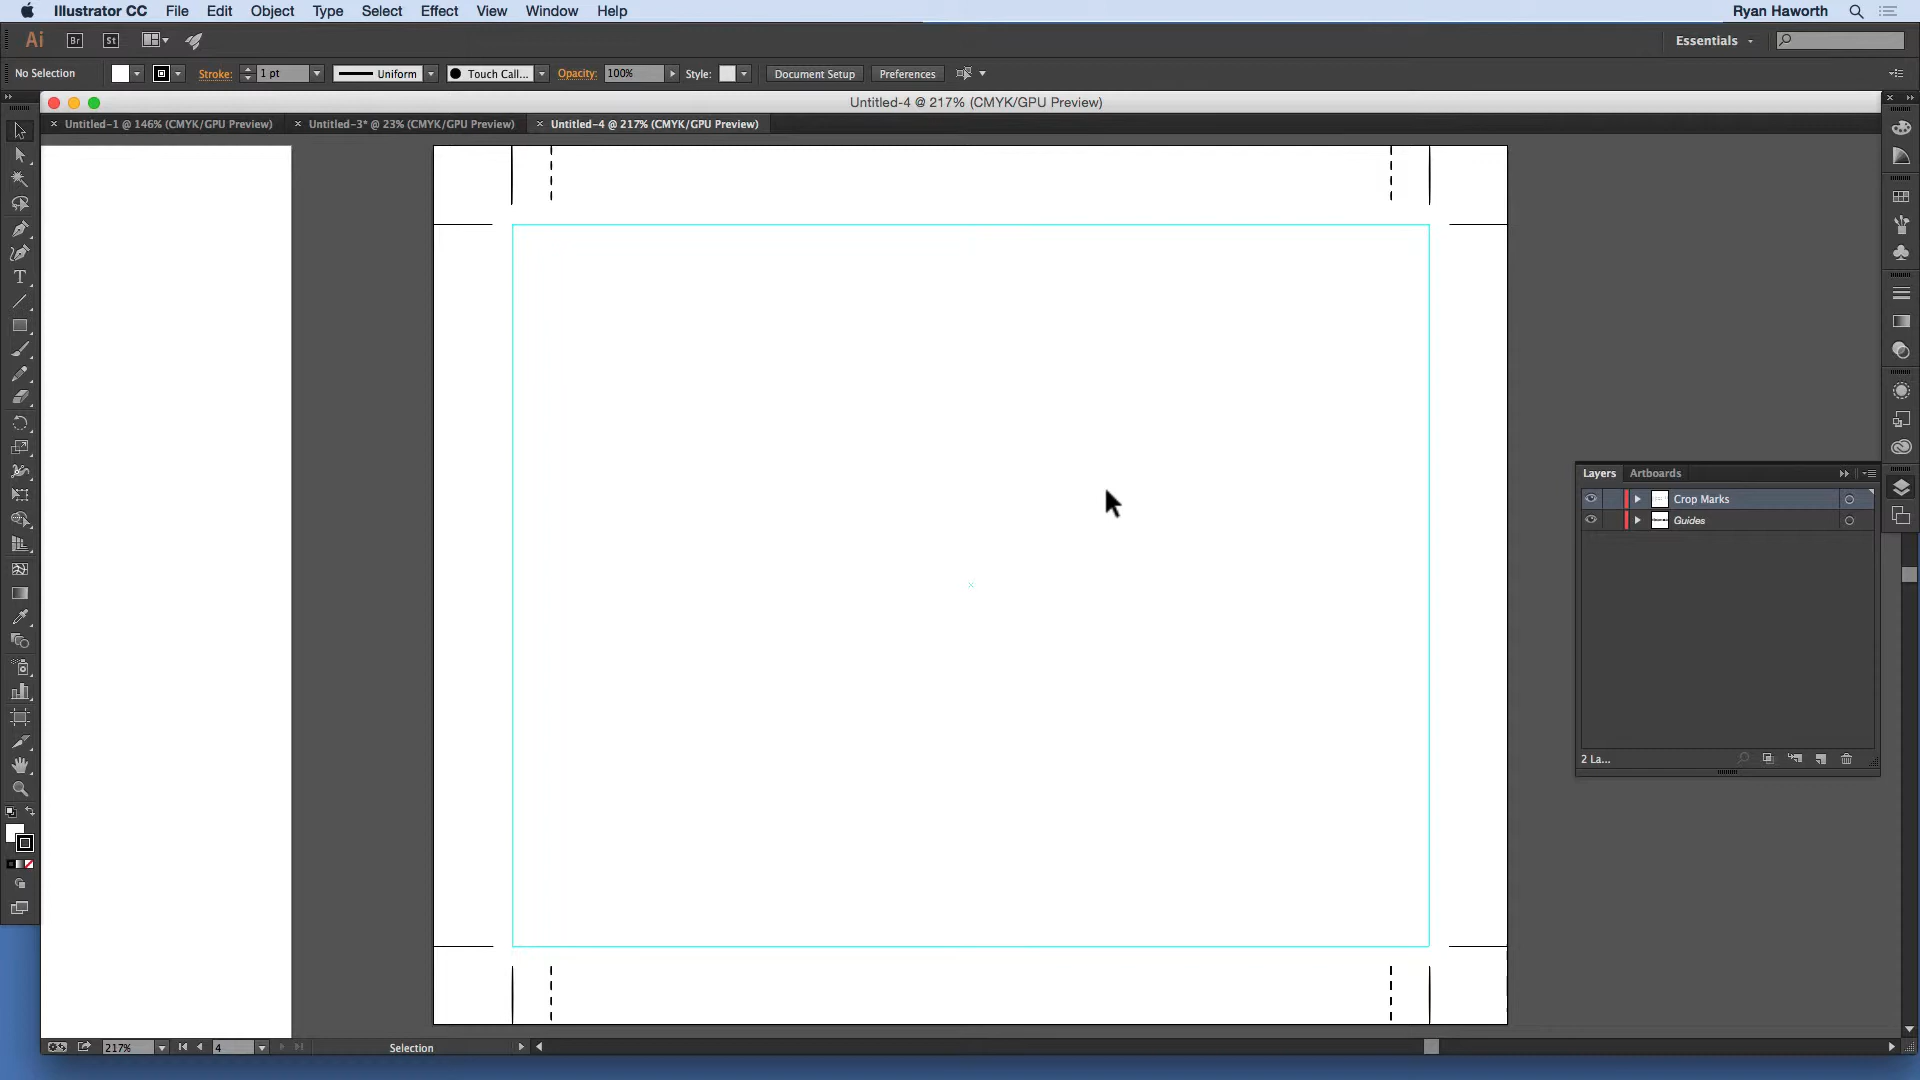 Illustrator CC File Edit Object Type Select Effect View Window Help Ryan Haworth
Ai Br St Essentials
No Selection Stroke: 1 pt Uniform Touch Call... Opacity: 100% Style: Document Setup Preferences
Untitled-4 @ 217% (CMYK/GPU Preview)
Untitled-1 @ 146% (CMYK/GPU Preview) Untitled-3* @ 23% (CMYK/GPU Preview) Untitled-4 @ 217% (CMYK/GPU Preview)
Layers Artboards
Crop Marks
Guides
2 La...
217% 4 Selection